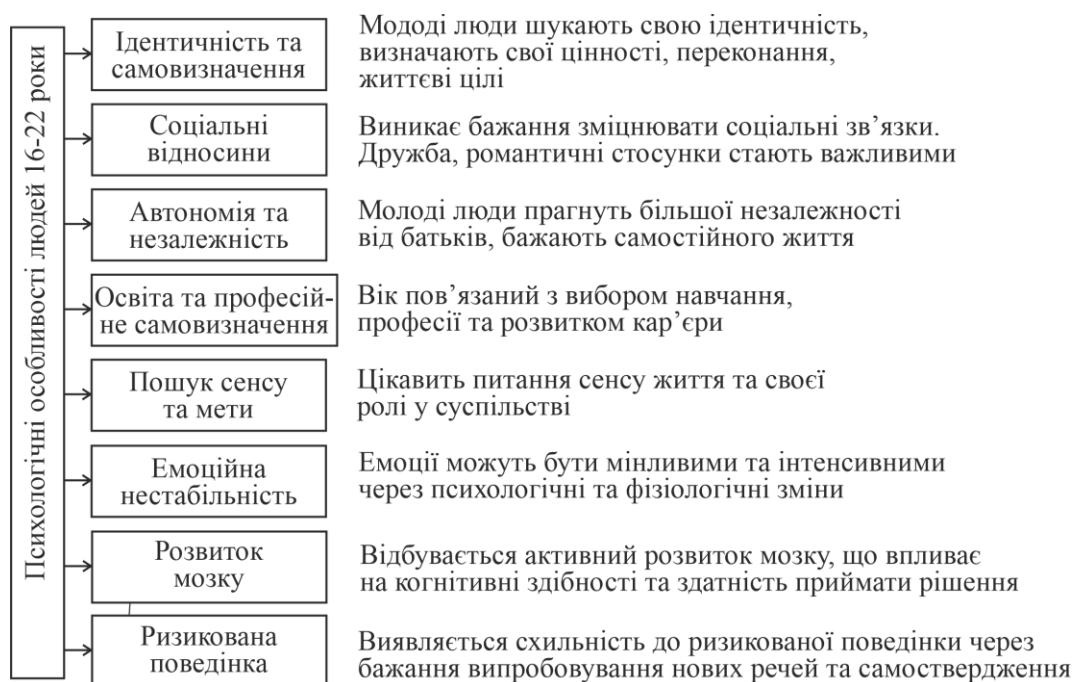 Психологічні особливості людей 16-22 роки
Ідентичність та
самовизначення
Мододі люди шукають свою ідентичність,
визначають свої цінності, переконання,
життєві цілі
Соціальні
відносини
Виникає бажання зміцнювати соціальні зв’язки.
Дружба, романтичні стосунки стають важливими
Автономія та
незалежність
Молоді люди прагнуть більшої незалежності
від батьків, бажають самостійного життя
Освіта та професій-
не самовизначення
Вік пов’язаний з вибором навчання,
професії та розвитком кар’єри
Пошук сенсу
та мети
Цікавить питання сенсу життя та своєї
ролі у суспільстві
Емоційна
нестабільність
Емоції можуть бути мінливими та інтенсивними
через психологічні та фізіологічні зміни
Розвиток
мозку
Відбувається активний розвиток мозку, що впливає
на когнітивні здібності та здатність приймати рішення
Ризикована
поведінка
Виявляється схильність до ризикованої поведінки через
бажання випробовування нових речей та самоствердження